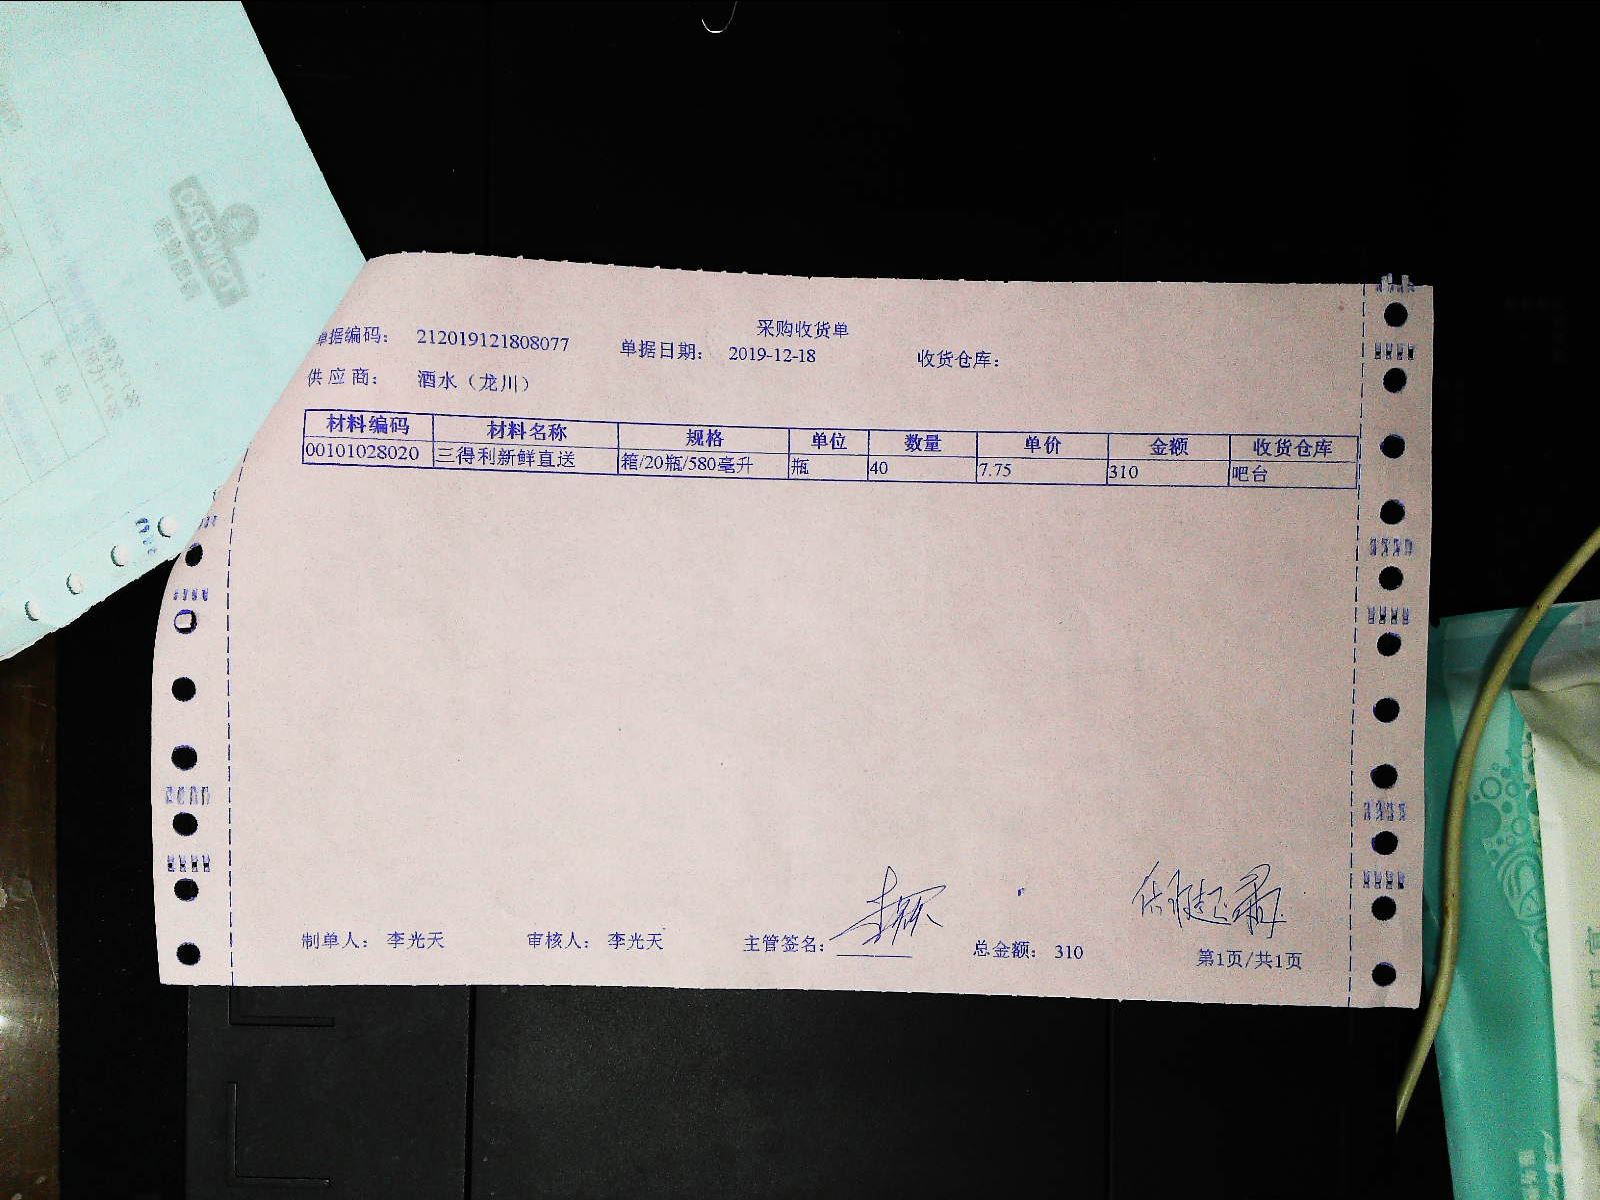 采购收货单
单据编码： 212019121808077 单据日期： 2019-12-18 收货仓库：
供应商： 酒水（龙川）
材料编码 材料名称 规格 单位 数量 单价 金额 收货仓库
00101028020 三得利新鲜直送 箱/20瓶/580毫升 瓶 40 7.75 310 吧台
制单人： 李光天 审核人： 李光天 主管签名： 总金额： 310 第1页/共1页